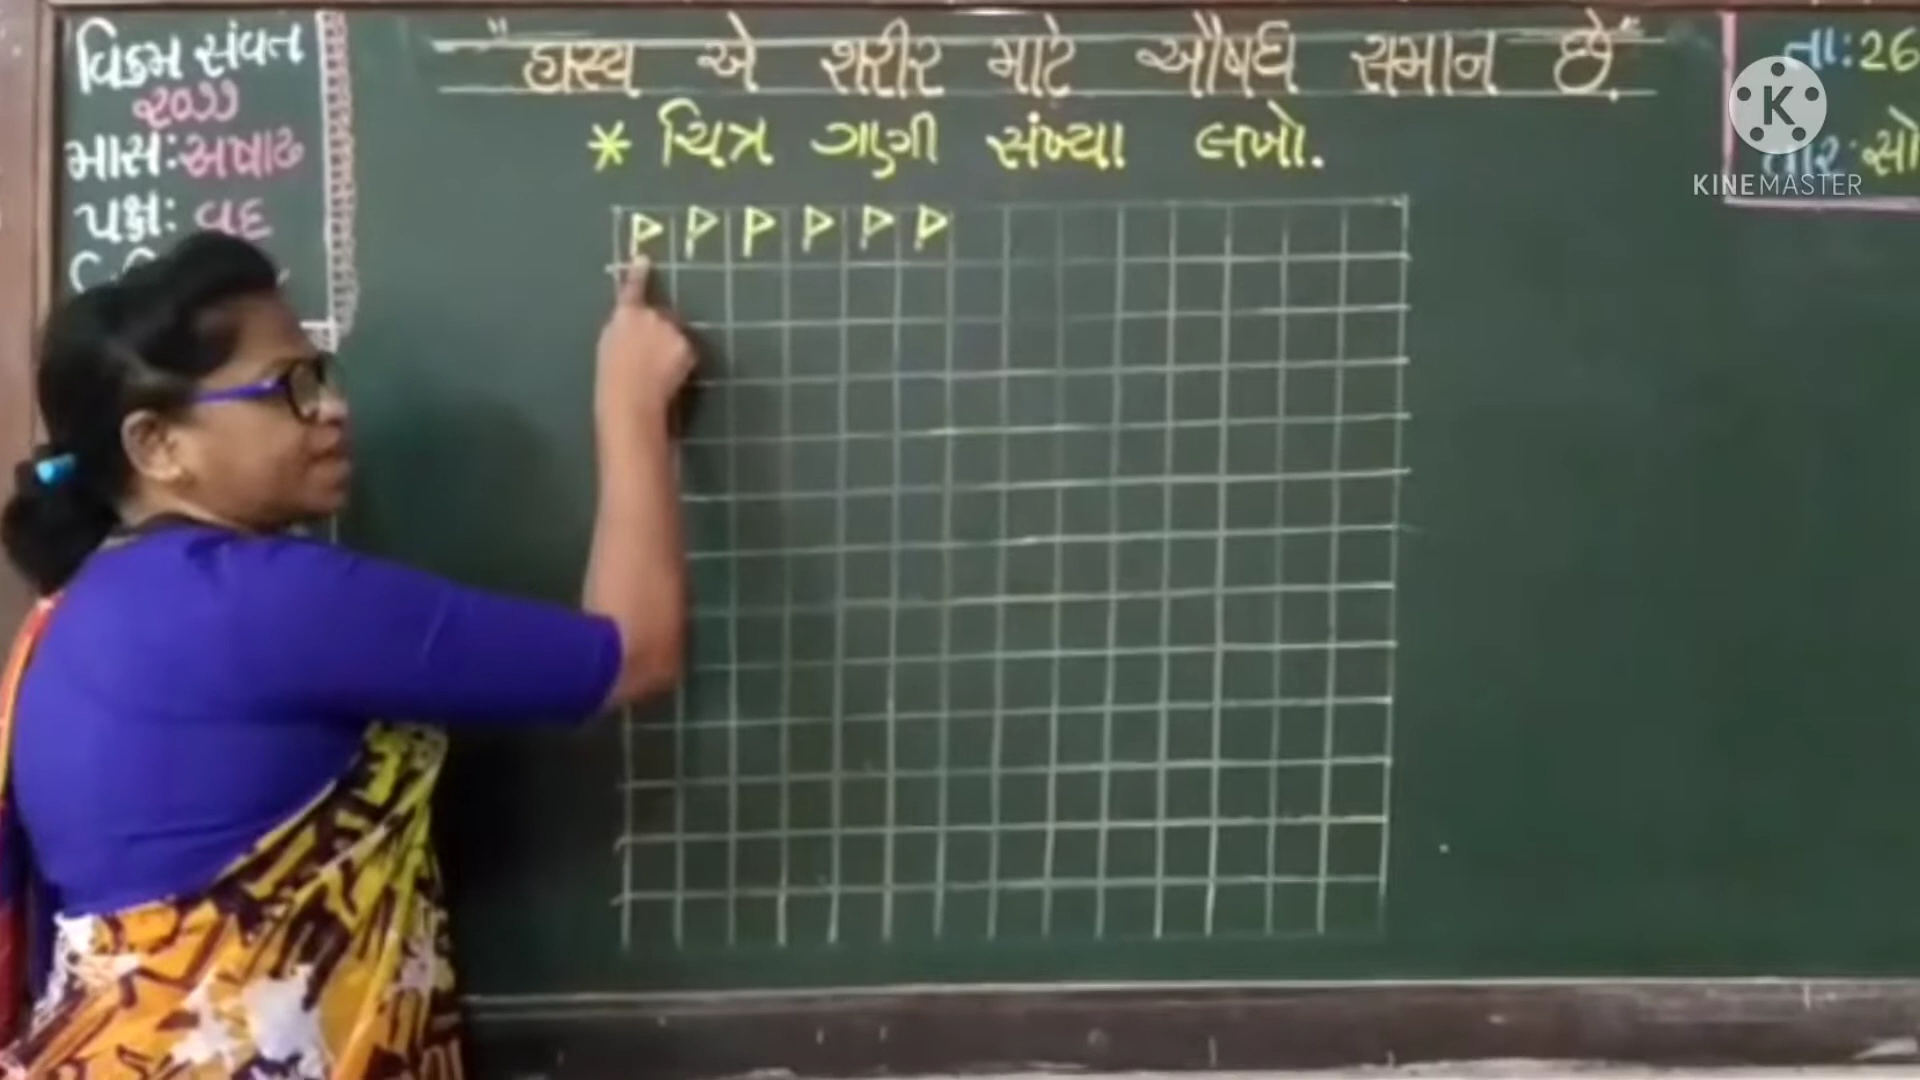 વિક્રમ સંવત
૨૦૭૭
માસ:અષાઢ
પક્ષ: વદ
"હાસ્ય એ શરીર માટે ઔષધ સમાન છે."
* ચિત્ર ગણી સંખ્યા લખો.
તા:26
વાર:સો
KINEMASTER